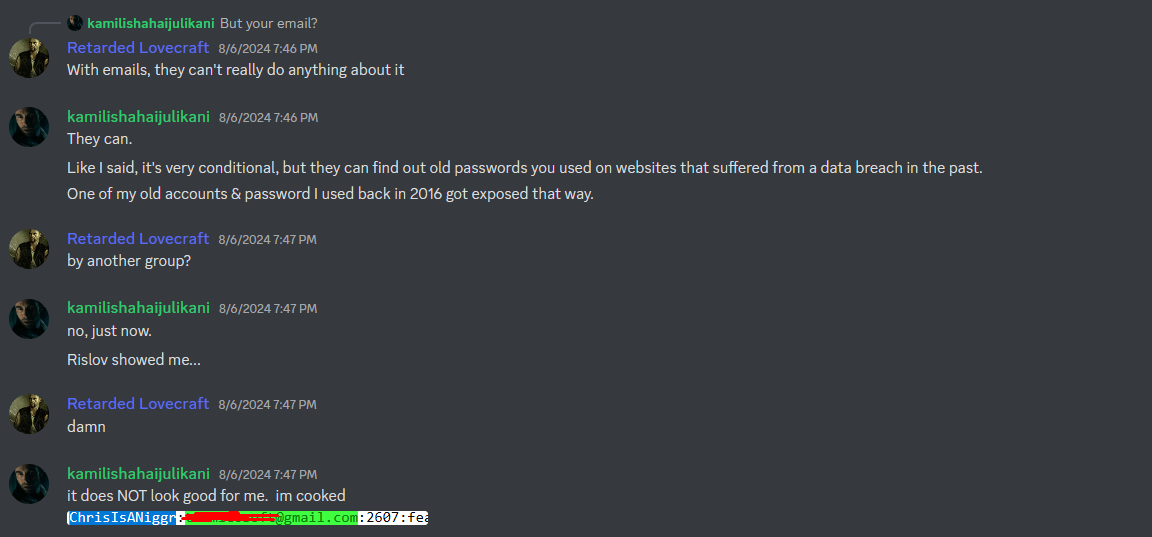 kamilishahaijulikani But your email?
Retarded Lovecraft 8/6/2024 7:46 PM
With emails, they can't really do anything about it
kamilishahaijulikani 8/6/2024 7:46 PM
They can.
Like I said, it's very conditional, but they can find out old passwords you used on websites that suffered from a data breach in the past.
One of my old accounts & password I used back in 2016 got exposed that way.
Retarded Lovecraft 8/6/2024 7:47 PM
by another group?
kamilishahaijulikani 8/6/2024 7:47 PM
no, just now.
Rislov showed me...
Retarded Lovecraft 8/6/2024 7:47 PM
damn
kamilishahaijulikani 8/6/2024 7:47 PM
it does NOT look good for me. im cooked
ChrisIsANiggr: @gmail.com:2607:fea